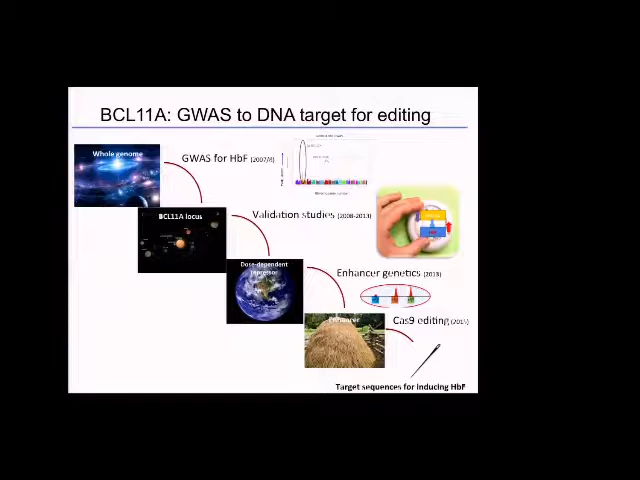 BCL11A: GWAS to DNA target for editing
Whole genome
GWAS for HbF (2007/8)
BCL11A locus
Validation studies (2008-2013)
Dose-dependent
repressor
Enhancer genetics (2013)
Enhancer
Cas9 editing (2015)
Target sequences for inducing HbF